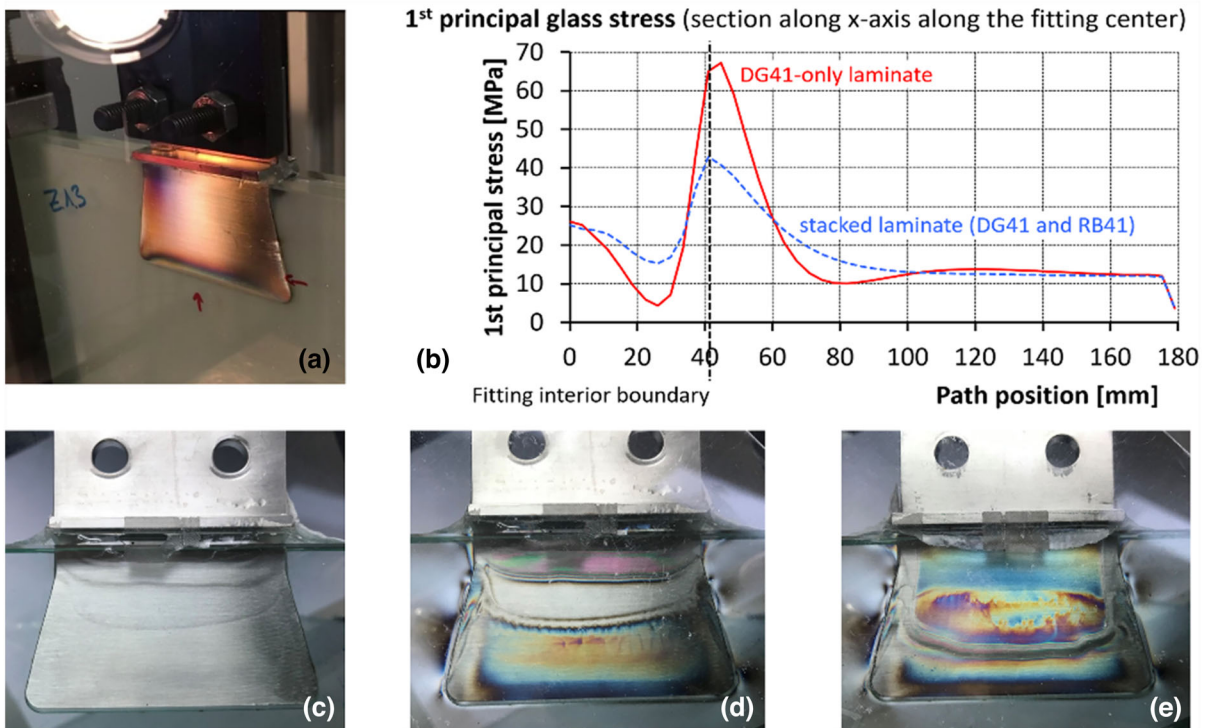 1st principal glass stress (section along x-axis along the fitting center)
1st principal stress [MPa]
70
60
50
40
30
20
10
0
DG41-only laminate
stacked laminate (DG41 and RB41)
0 20 40 60 80 100 120 140 160 180
Fitting interior boundary
Path position [mm]
ZA3
(a)
(b)
(c)
(d)
(e)